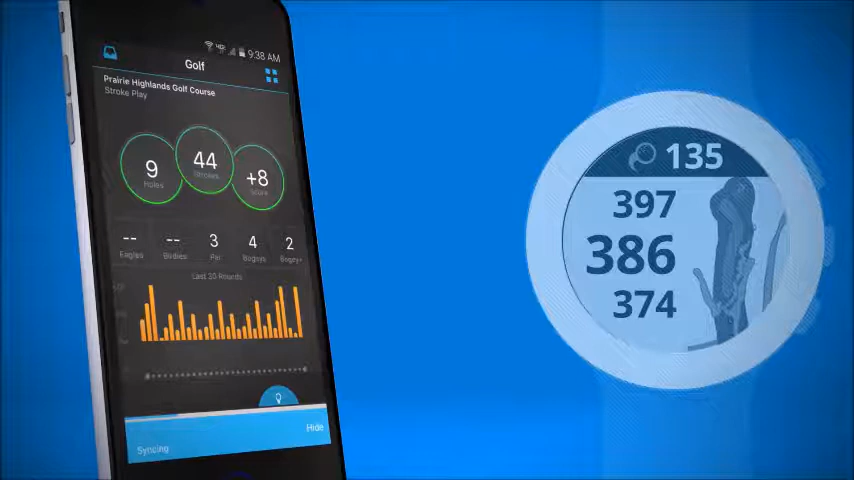 9:38 AM
Golf
Prairie Highlands Golf Course
Stroke Play
9
Holes
44
Strokes
+8
Score
-- -- 3 4 2
Eagles Birdies Par Bogeys Bogey+
Last 30 Rounds
Hide
Syncing
135
397
386
374